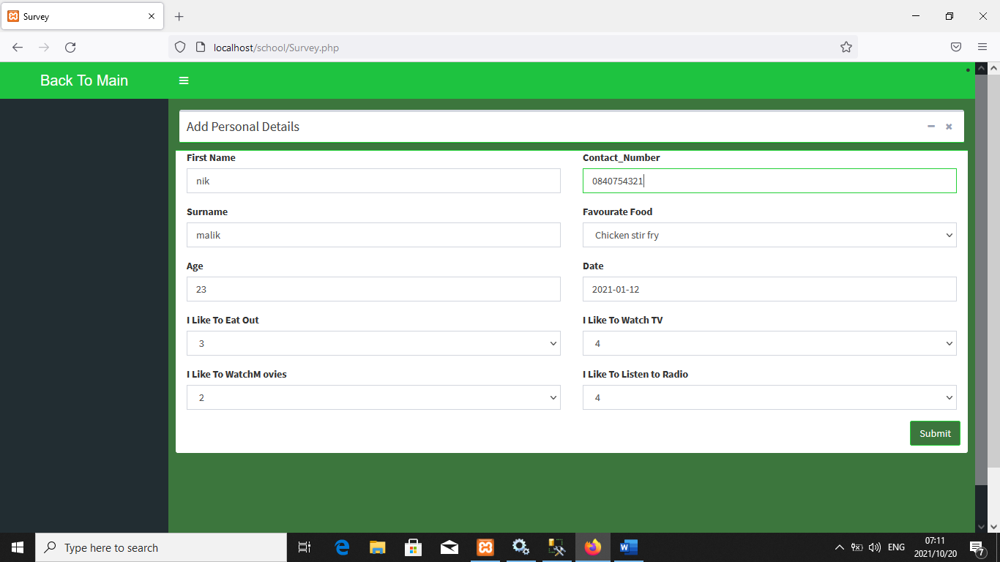 Survey
localhost/school/Survey.php
Back To Main
Add Personal Details
First Name
nik
Contact_Number
0840754321
Surname
malik
Favourate Food
Chicken stir fry
Age
23
Date
2021-01-12
I Like To Eat Out
3
I Like To Watch TV
4
I Like To WatchM ovies
2
I Like To Listen to Radio
4
Submit
Type here to search
ENG
07:11
2021/10/20
7